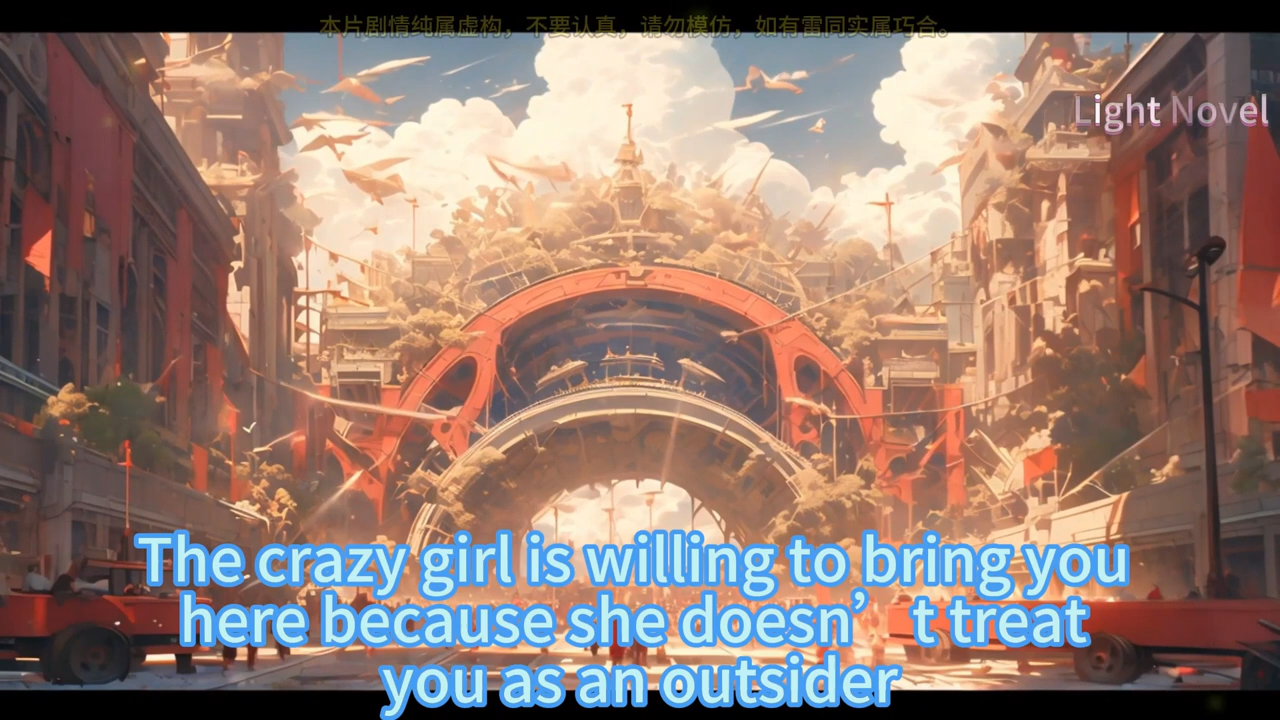 本片剧情纯属虚构，不要认真，请勿模仿，如有雷同实属巧合。
Light Novel
The crazy girl is willing to bring you
here because she doesn’ t treat
you as an outsider